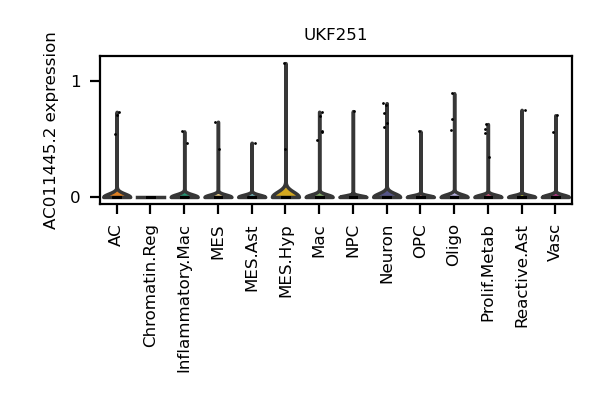 UKF251
AC011445.2 expression
1
0
AC
Chromatin.Reg
Inflammatory.Mac
MES
MES.Ast
MES.Hyp
Mac
NPC
Neuron
OPC
Oligo
Prolif.Metab
Reactive.Ast
Vasc